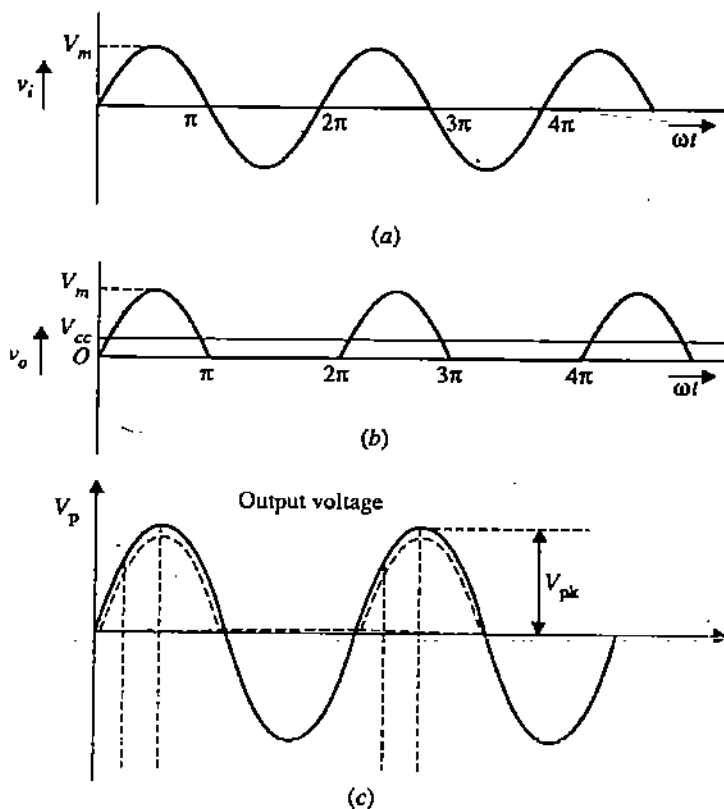 V_m
v_i
π 2π 3π 4π
ωt
(a)
V_m
V_cc
O
v_o
π 2π 3π 4π
ωt
(b)
V_p
Output voltage
V_pk
(c)